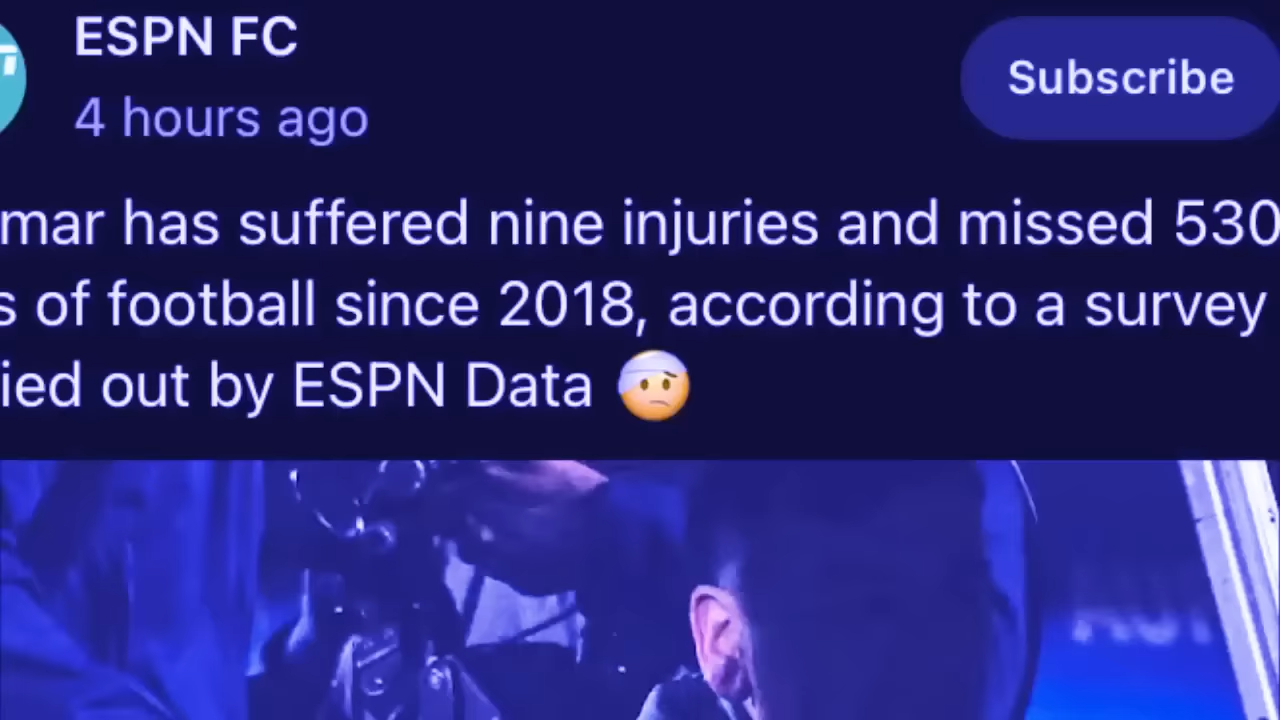 ESPN FC
4 hours ago
Subscribe
mar has suffered nine injuries and missed 530
s of football since 2018, according to a survey
ied out by ESPN Data 🤕